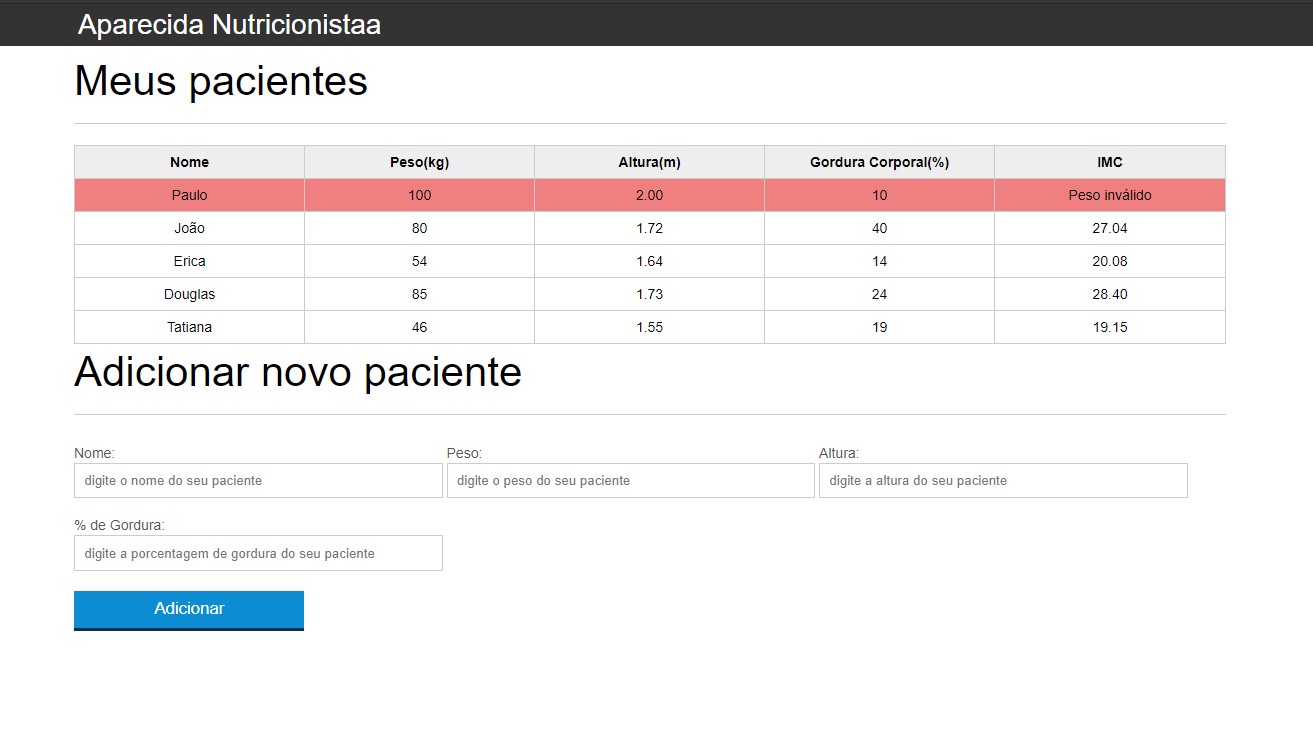 Aparecida Nutricionistaa
Meus pacientes
Nome Peso(kg) Altura(m) Gordura Corporal(%) IMC
Paulo 100 2.00 10 Peso inválido
João 80 1.72 40 27.04
Erica 54 1.64 14 20.08
Douglas 85 1.73 24 28.40
Tatiana 46 1.55 19 19.15
Adicionar novo paciente
Nome: Peso: Altura:
digite o nome do seu paciente digite o peso do seu paciente digite a altura do seu paciente
% de Gordura:
digite a porcentagem de gordura do seu paciente
Adicionar